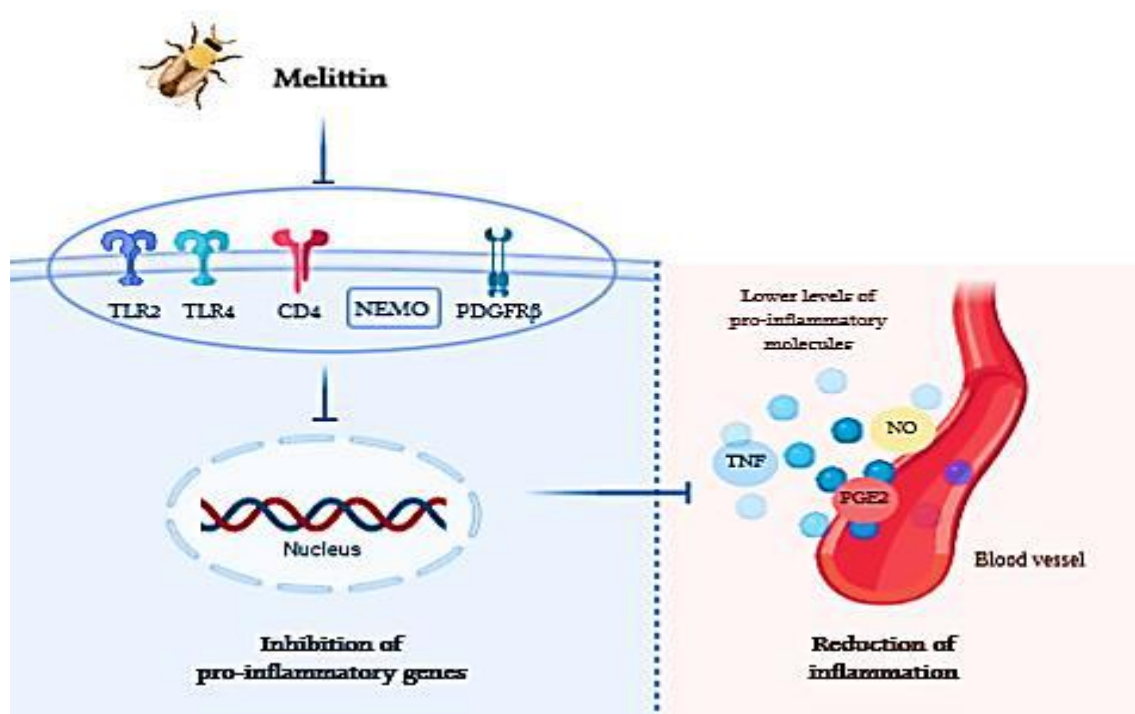 Melittin
TLR2
TLR4
CD4
NEMO
PDGFRβ
Nucleus
Inhibition of
pro-inflammatory genes
Lower levels of
pro-inflammatory
molecules
NO
TNF
PGE2
Blood vessel
Reduction of
inflammation